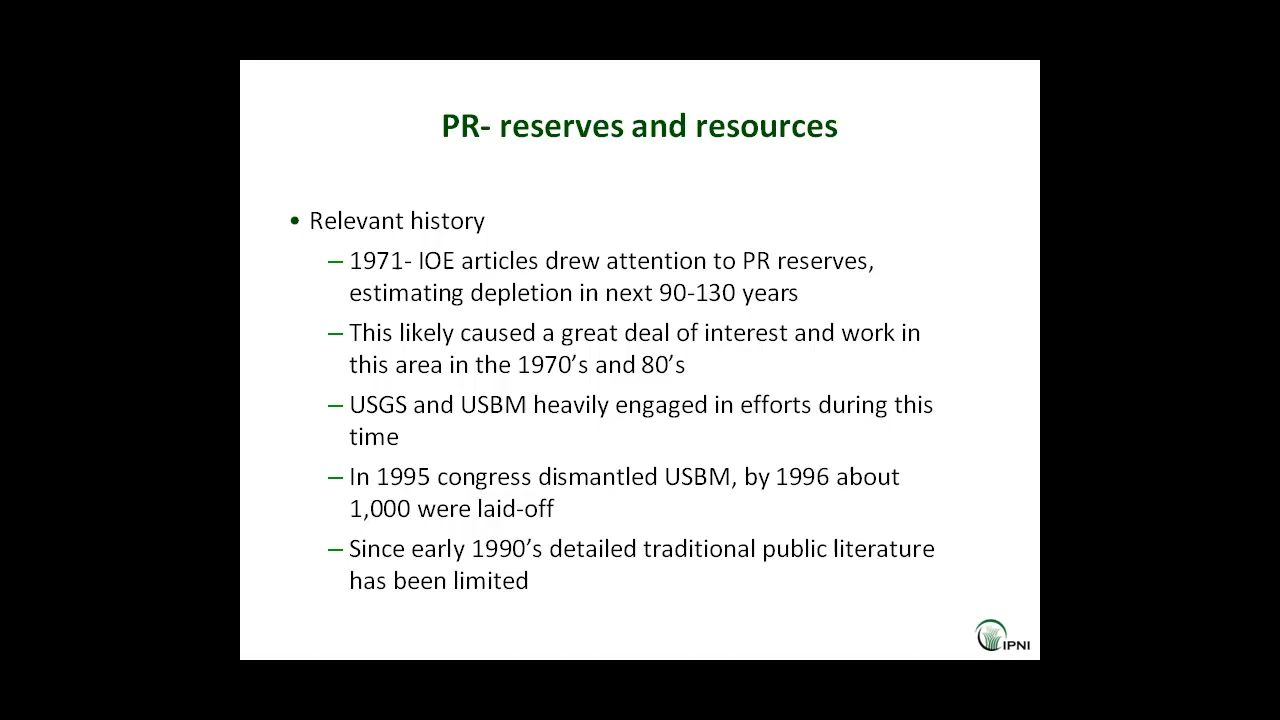 PR- reserves and resources
• Relevant history
– 1971- IOE articles drew attention to PR reserves,
estimating depletion in next 90-130 years
– This likely caused a great deal of interest and work in
this area in the 1970’s and 80’s
– USGS and USBM heavily engaged in efforts during this
time
– In 1995 congress dismantled USBM, by 1996 about
1,000 were laid-off
– Since early 1990’s detailed traditional public literature
has been limited
IPNI